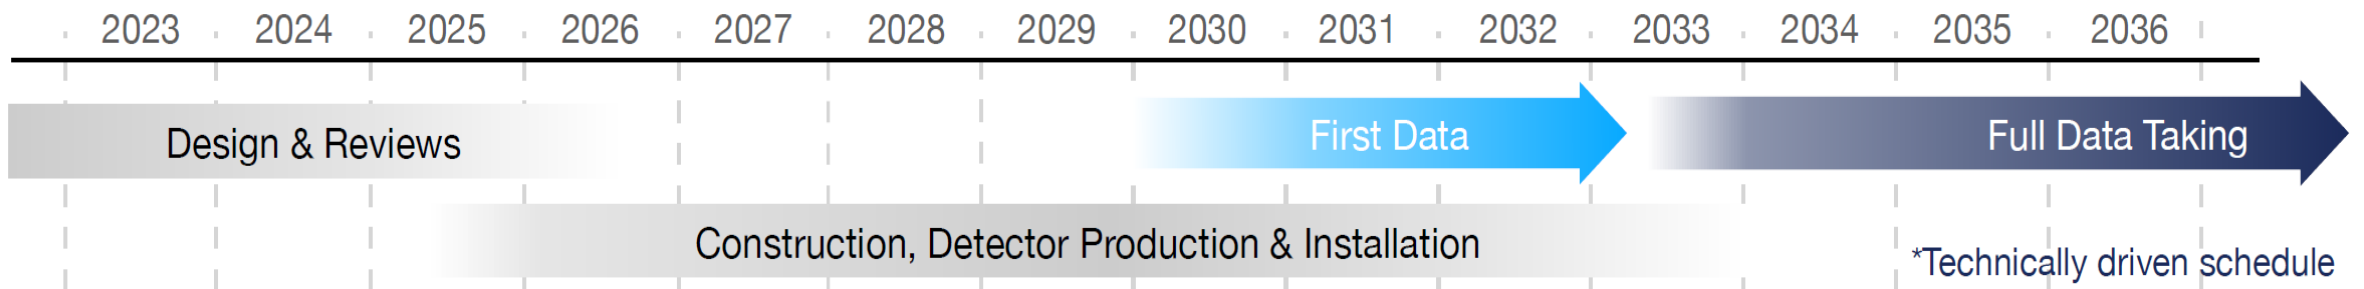 2023 2024 2025 2026 2027 2028 2029 2030 2031 2032 2033 2034 2035 2036
Design & Reviews
First Data
Full Data Taking
Construction, Detector Production & Installation
*Technically driven schedule